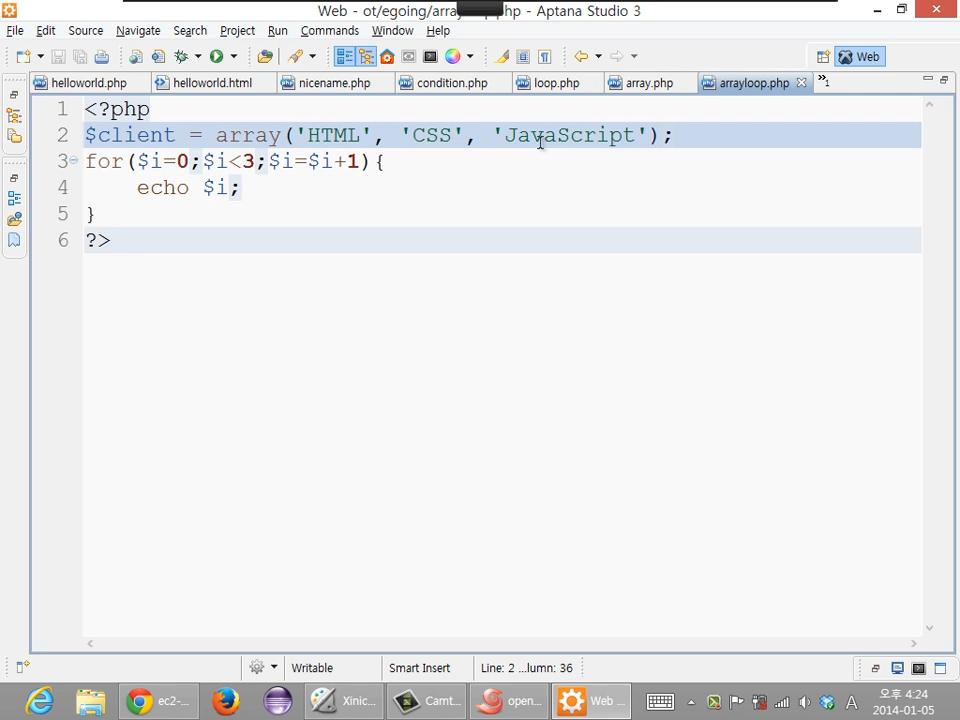 Web - ot/egoing/array p.php - Aptana Studio 3
File Edit Source Navigate Search Project Run Commands Window Help
Web
helloworld.php helloworld.html nicename.php condition.php loop.php array.php arrayloop.php »1
1 <?php
2 $client = array('HTML', 'CSS', 'JavaScript');
3 for($i=0;$i<3;$i=$i+1){
4 echo $i;
5 }
6 ?>
Writable Smart Insert Line: 2 ...lumn: 36
ec2-... Xinic... Camt... open... Web ... A 오후 4:24
2014-01-05